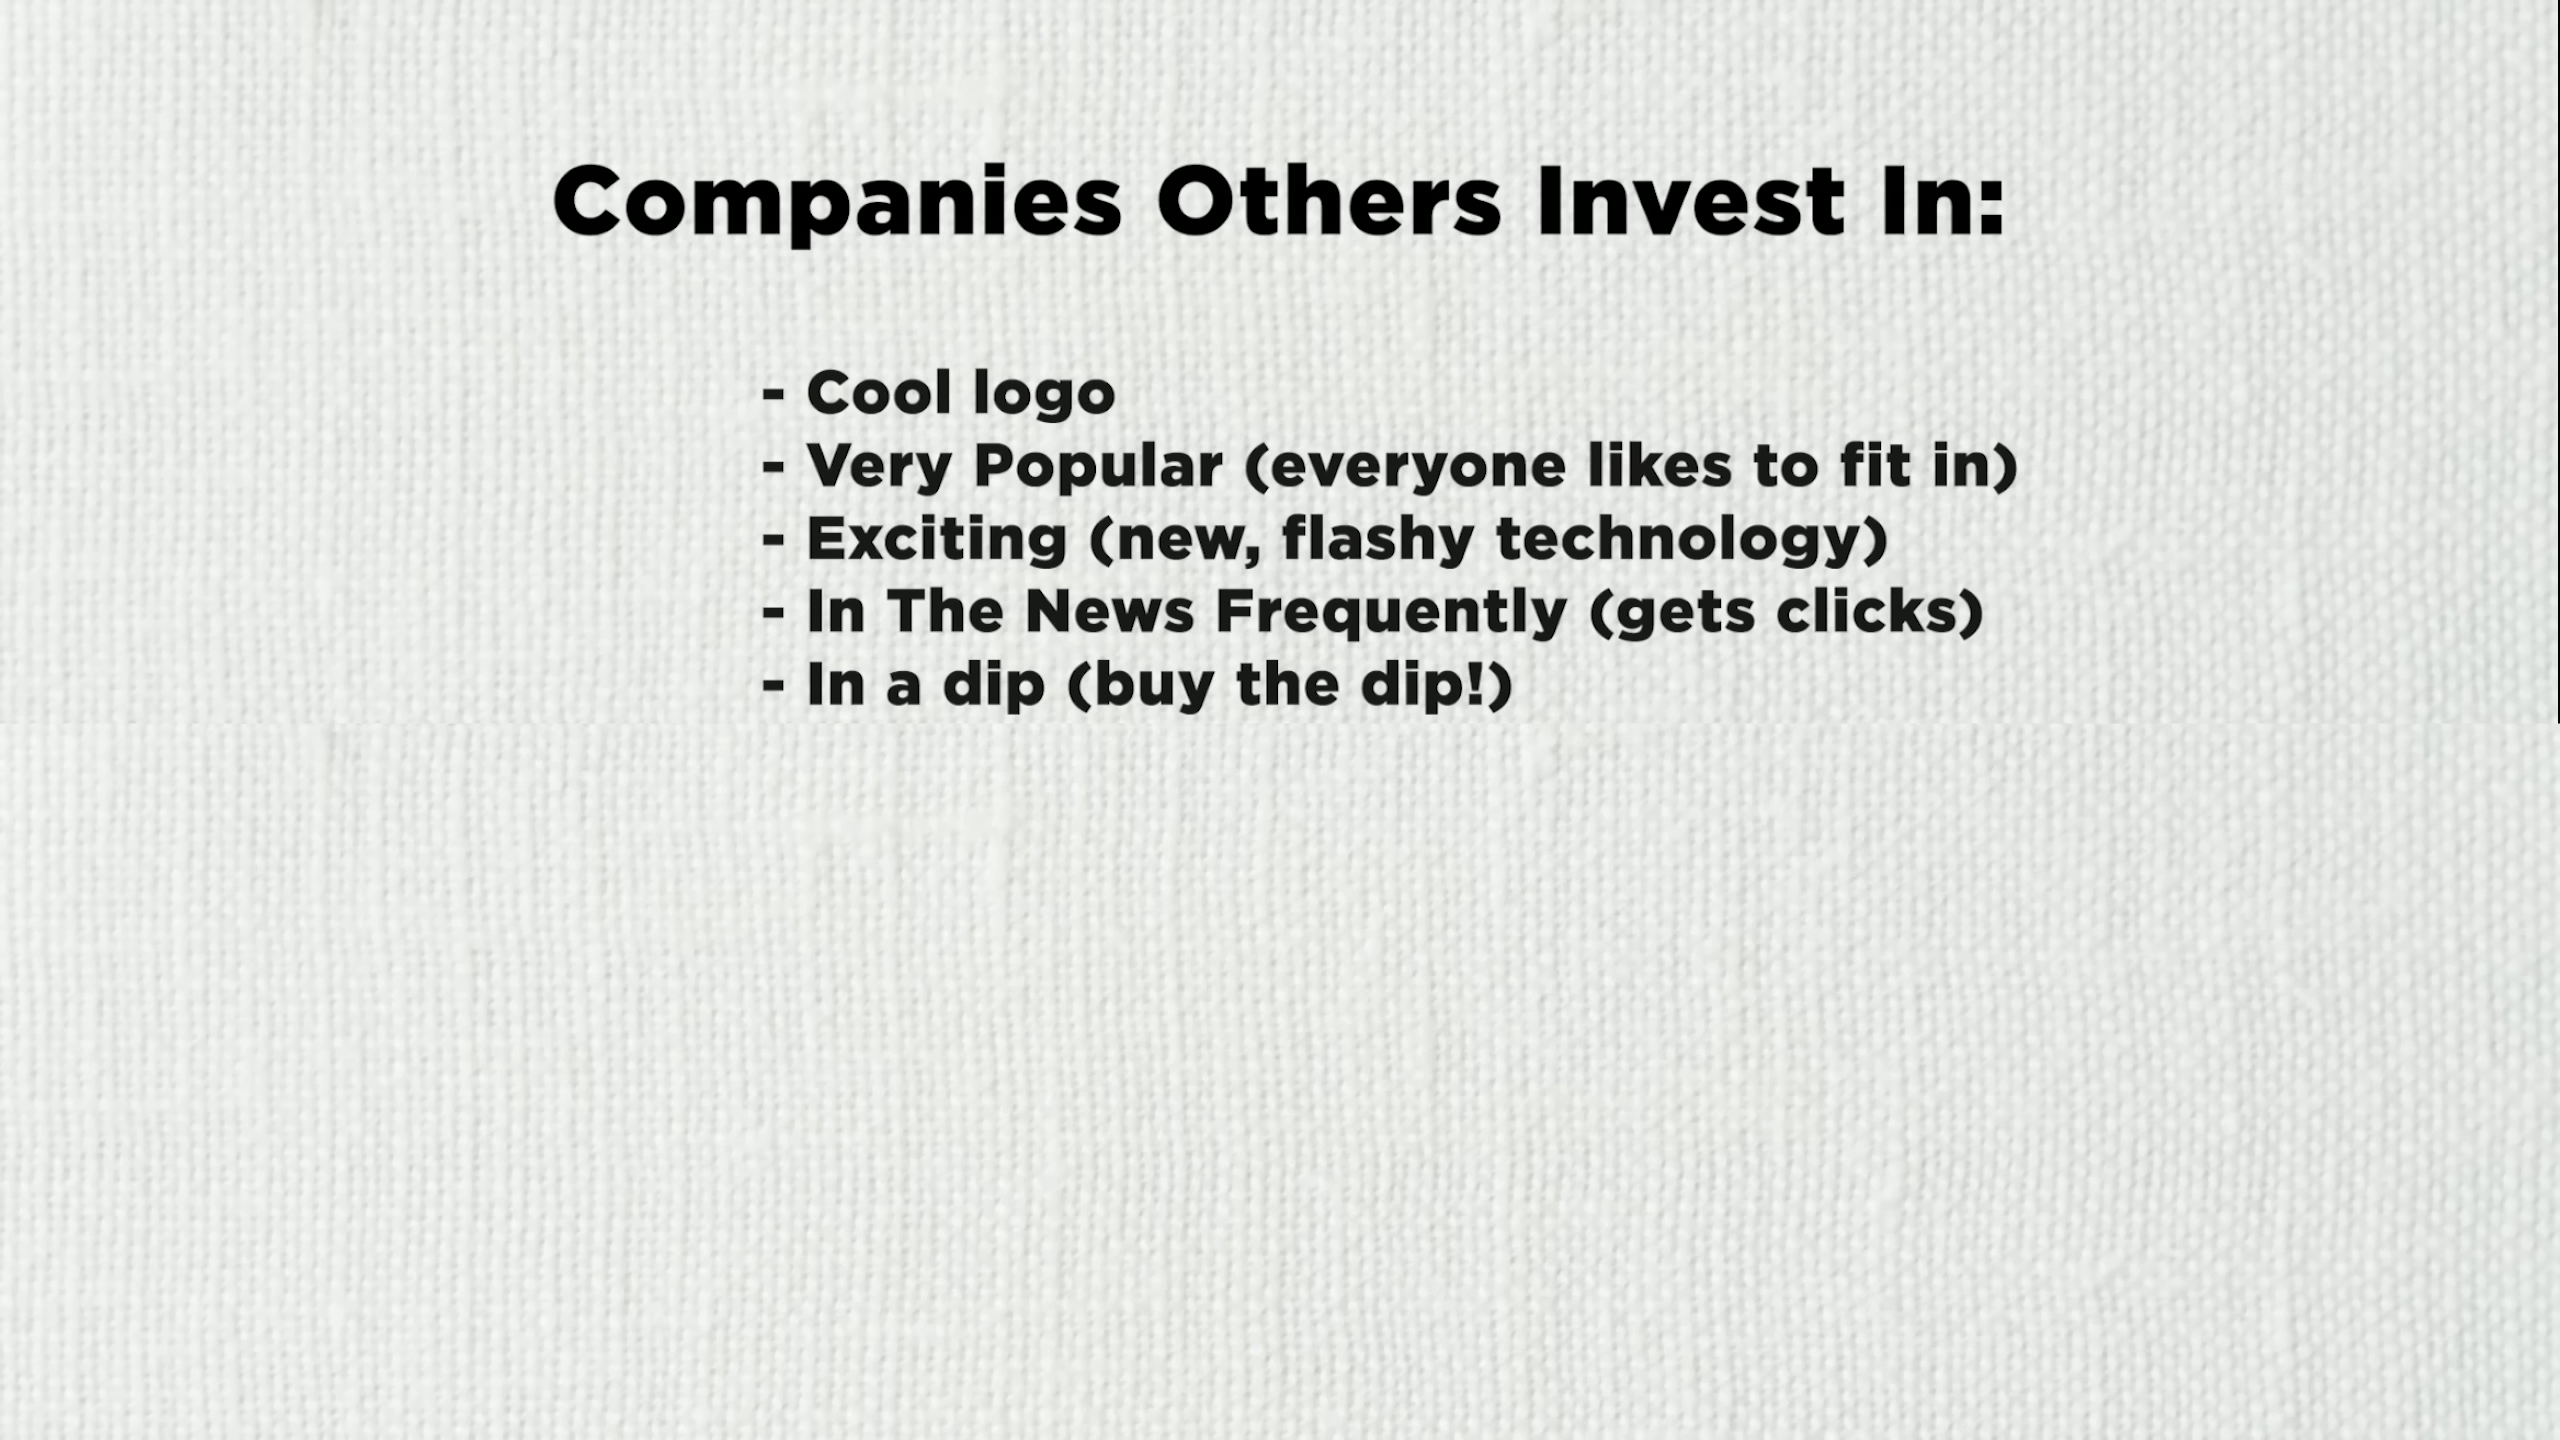 Companies Others Invest In:
- Cool logo
- Very Popular (everyone likes to fit in)
- Exciting (new, flashy technology)
- In The News Frequently (gets clicks)
- In a dip (buy the dip!)